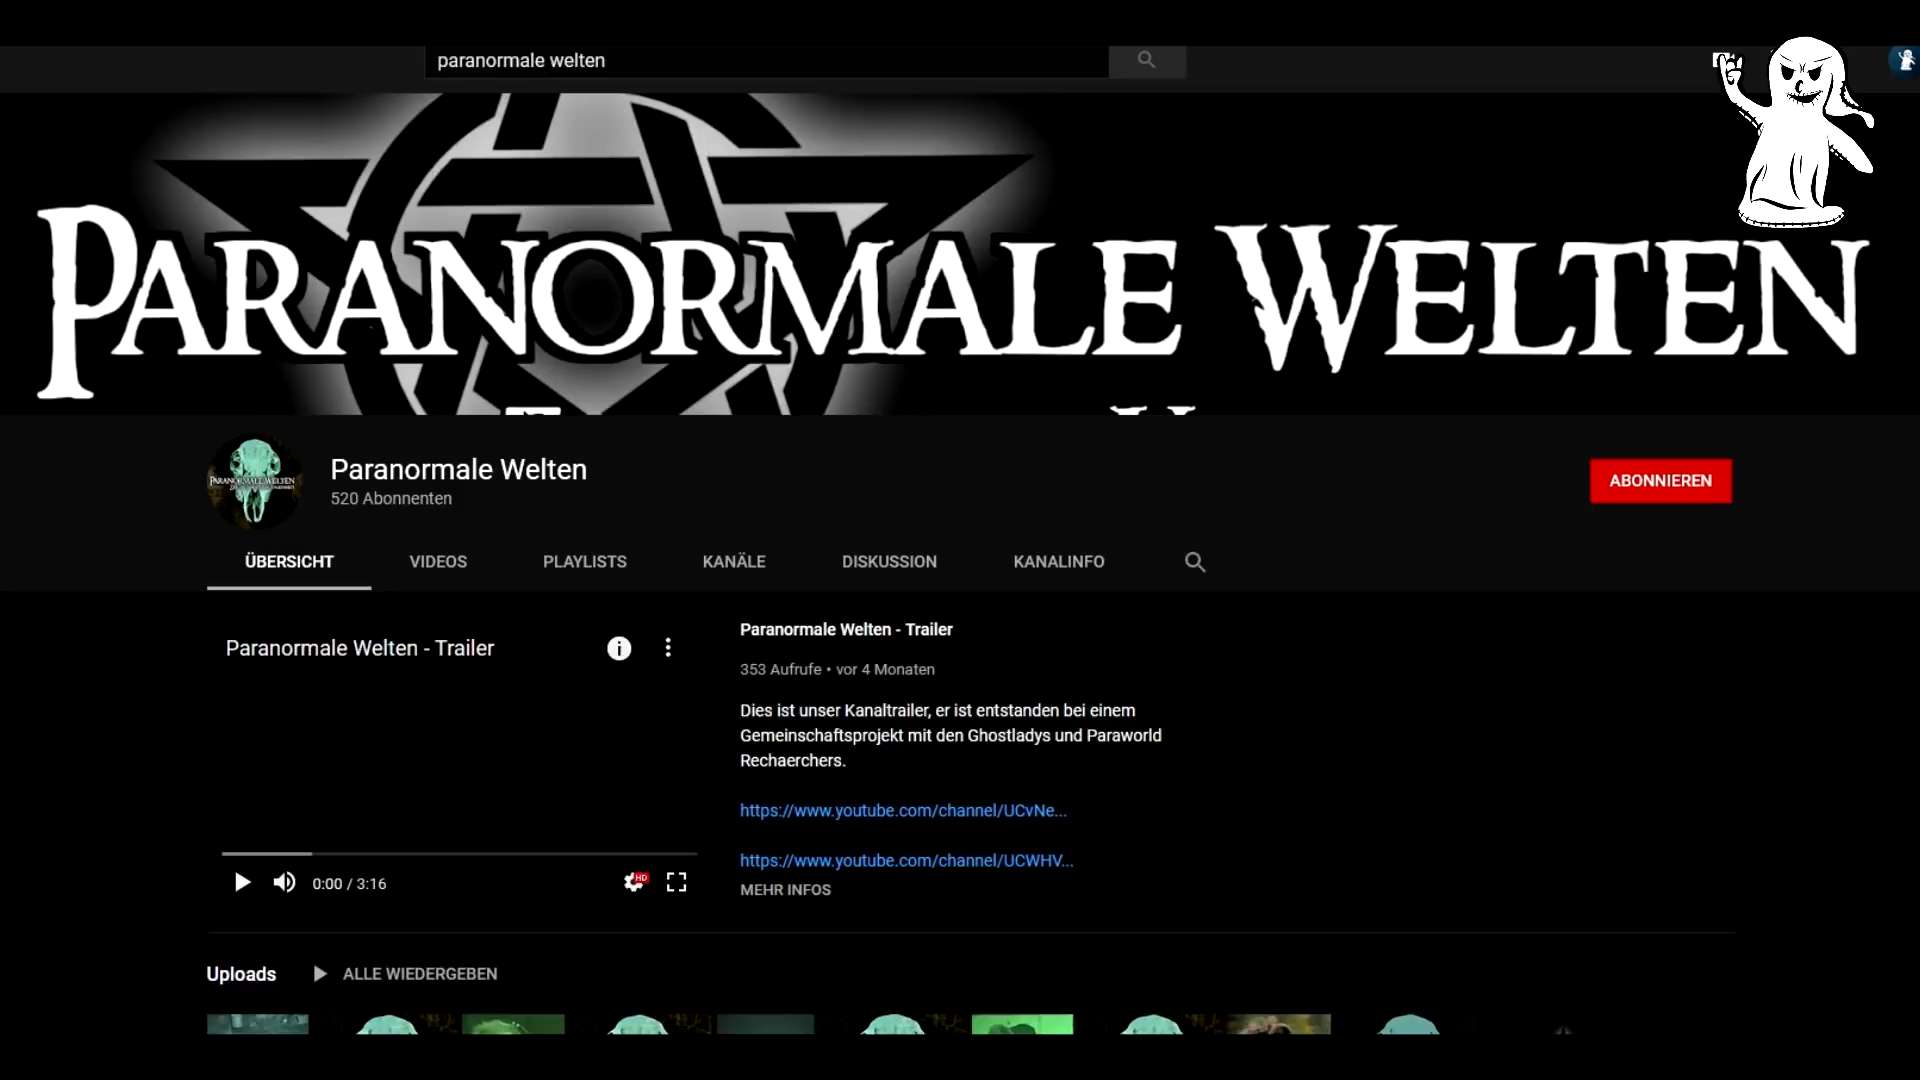 paranormale welten
PARANORMALE WELTEN
PARANORMALE WELTEN
Paranormale Welten
520 Abonnenten
ABONNIEREN
ÜBERSICHT
VIDEOS
PLAYLISTS
KANÄLE
DISKUSSION
KANALINFO
Paranormale Welten - Trailer
Paranormale Welten - Trailer
353 Aufrufe • vor 4 Monaten
Dies ist unser Kanaltrailer, er ist entstanden bei einem
Gemeinschaftsprojekt mit den Ghostladys und Paraworld
Rechaerchers.
https://www.youtube.com/channel/UCvNe...
https://www.youtube.com/channel/UCWHV...
MEHR INFOS
0:00 / 3:16
HD
Uploads
ALLE WIEDERGEBEN